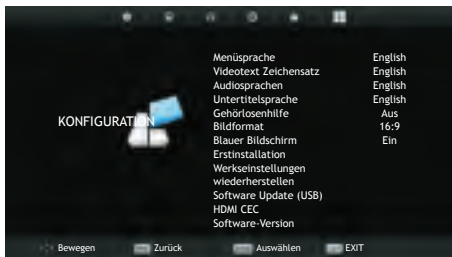 Menüsprache English
Videotext Zeichensatz English
Audiosprachen English
Untertitelsprache English
Gehörlosenhilfe Aus
KONFIGURATION
Bildformat 16:9
Blauer Bildschirm Ein
Erstinstallation
Werkseinstellungen
wiederherstellen
Software Update (USB)
HDMI CEC
Software-Version
Bewegen Zurück Auswählen EXIT